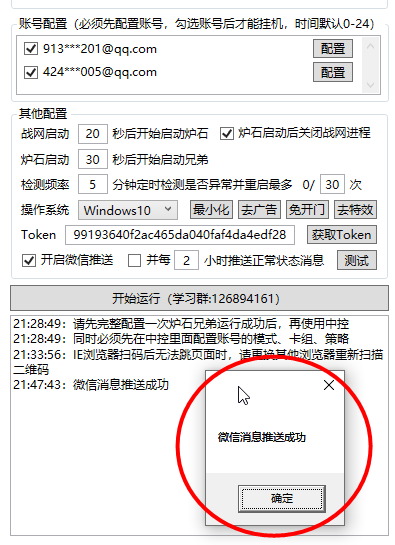 账号配置（必须先配置账号，勾选账号后才能挂机，时间默认0-24）
913***201@qq.com 配置
424***005@qq.com 配置
其他配置
战网启动 20 秒后开始启动炉石 炉石启动后关闭战网进程
炉石启动 30 秒后开始启动兄弟
检测频率 5 分钟定时检测是否异常并重启最多 0/ 30 次
操作系统 Windows10 最小化 去广告 免开门 去特效
Token 99193640f2ac465da040faf4da4edf28 获取Token
开启微信推送 并每 2 小时推送正常状态消息 测试
开始运行（学习群:126894161）
21:28:49：请先完整配置一次炉石兄弟运行成功后，再使用中控
21:28:49：同时必须先在中控里面配置账号的模式、卡组、策略
21:33:56：IE浏览器扫码后无法跳页面时，请更换其他浏览器重新扫描
二维码
21:47:43：微信消息推送成功
微信消息推送成功
确定